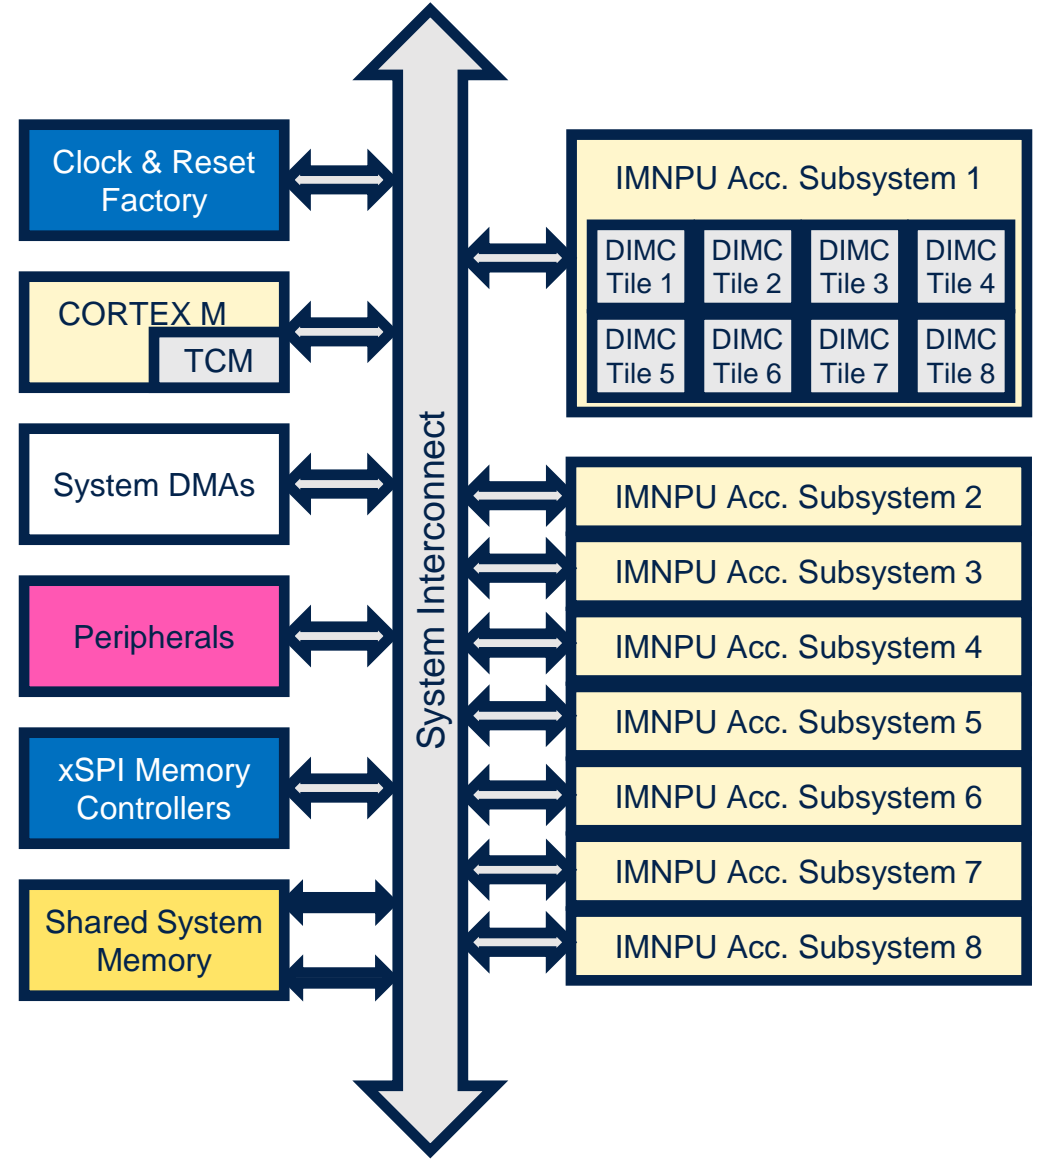 Clock & Reset
Factory
CORTEX M
TCM
System DMAs
Peripherals
xSPI Memory
Controllers
Shared System
Memory
System Interconnect
IMNPU Acc. Subsystem 1
DIMC DIMC DIMC DIMC
Tile 1 Tile 2 Tile 3 Tile 4
DIMC DIMC DIMC DIMC
Tile 5 Tile 6 Tile 7 Tile 8
IMNPU Acc. Subsystem 2
IMNPU Acc. Subsystem 3
IMNPU Acc. Subsystem 4
IMNPU Acc. Subsystem 5
IMNPU Acc. Subsystem 6
IMNPU Acc. Subsystem 7
IMNPU Acc. Subsystem 8